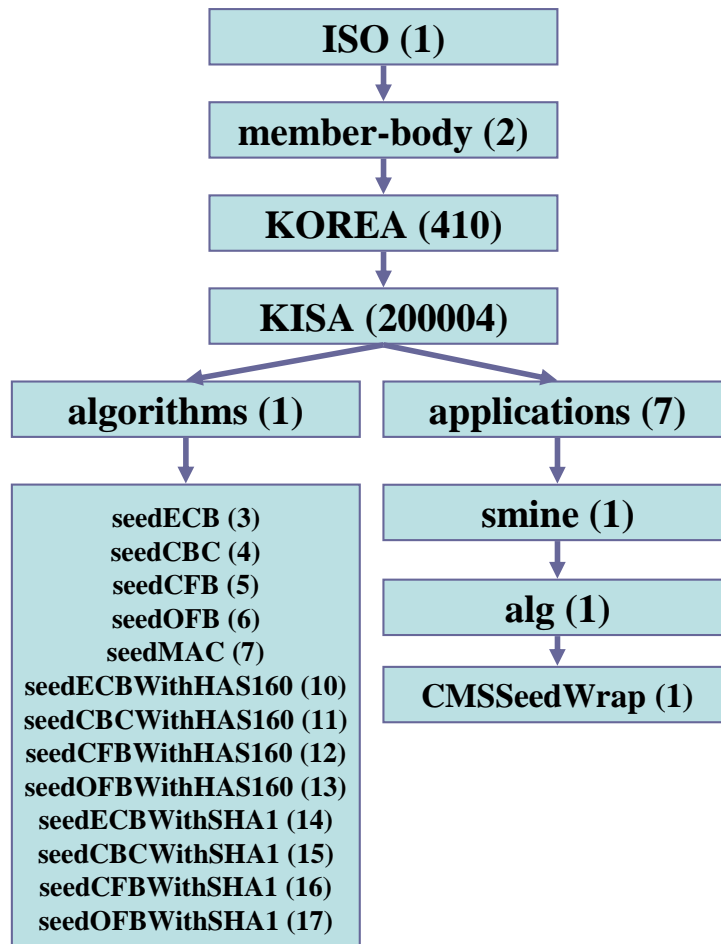 ISO (1)
member-body (2)
KOREA (410)
KISA (200004)
algorithms (1)
seedECB (3)
seedCBC (4)
seedCFB (5)
seedOFB (6)
seedMAC (7)
seedECBWithHAS160 (10)
seedCBCWithHAS160 (11)
seedCFBWithHAS160 (12)
seedOFBWithHAS160 (13)
seedECBWithSHA1 (14)
seedCBCWithSHA1 (15)
seedCFBWithSHA1 (16)
seedOFBWithSHA1 (17)
applications (7)
smine (1)
alg (1)
CMSSeedWrap (1)